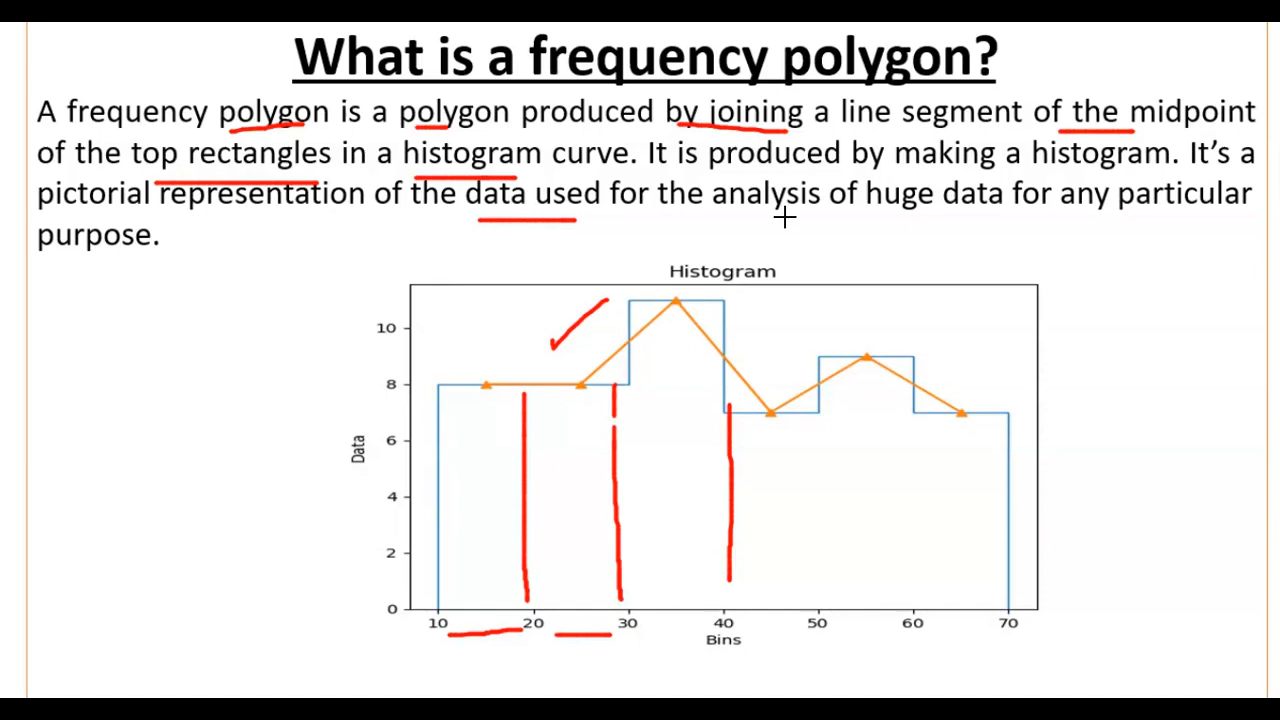 What is a frequency polygon?
A frequency polygon is a polygon produced by joining a line segment of the midpoint
of the top rectangles in a histogram curve. It is produced by making a histogram. It’s a
pictorial representation of the data used for the analysis of huge data for any particular
purpose.
Histogram
10
8
6
4
2
0
Data
10 20 30 40 50 60 70
Bins